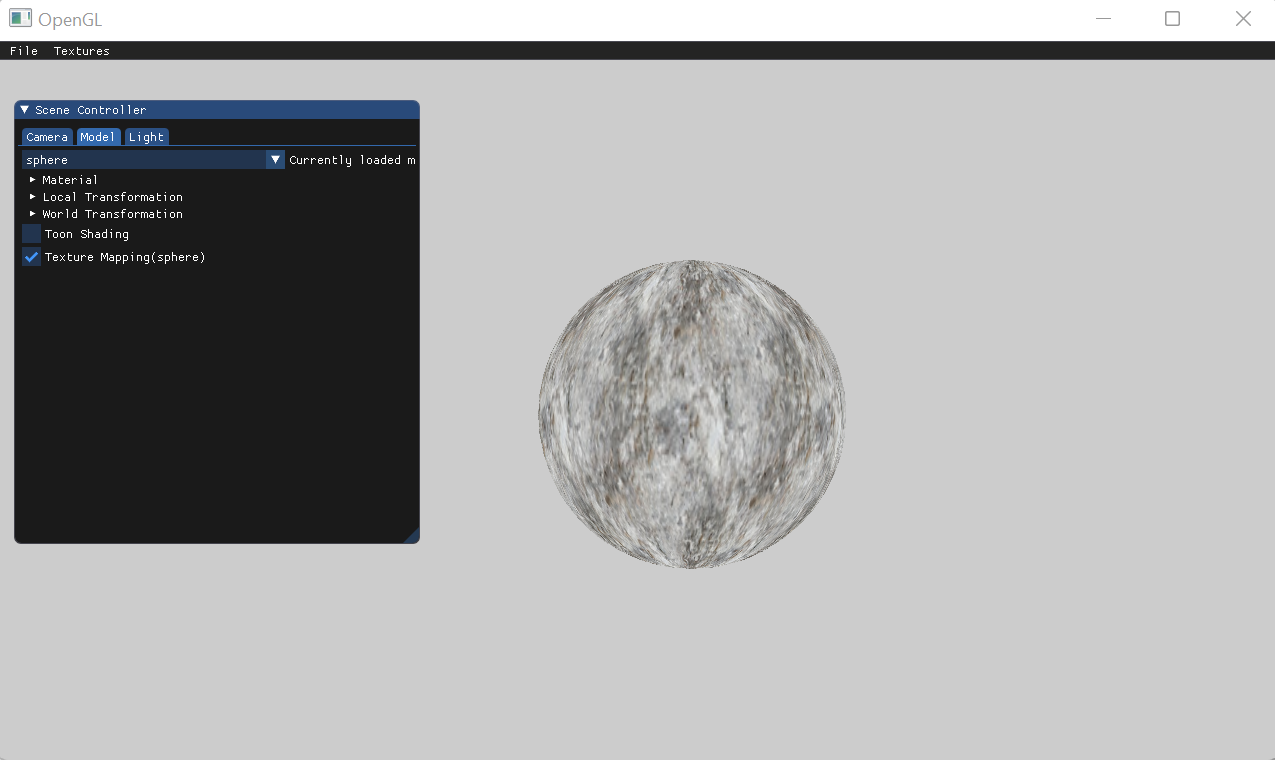 OpenGL
File Textures
Scene Controller
Camera Model Light
sphere Currently loaded m
Material
Local Transformation
World Transformation
Toon Shading
Texture Mapping(sphere)